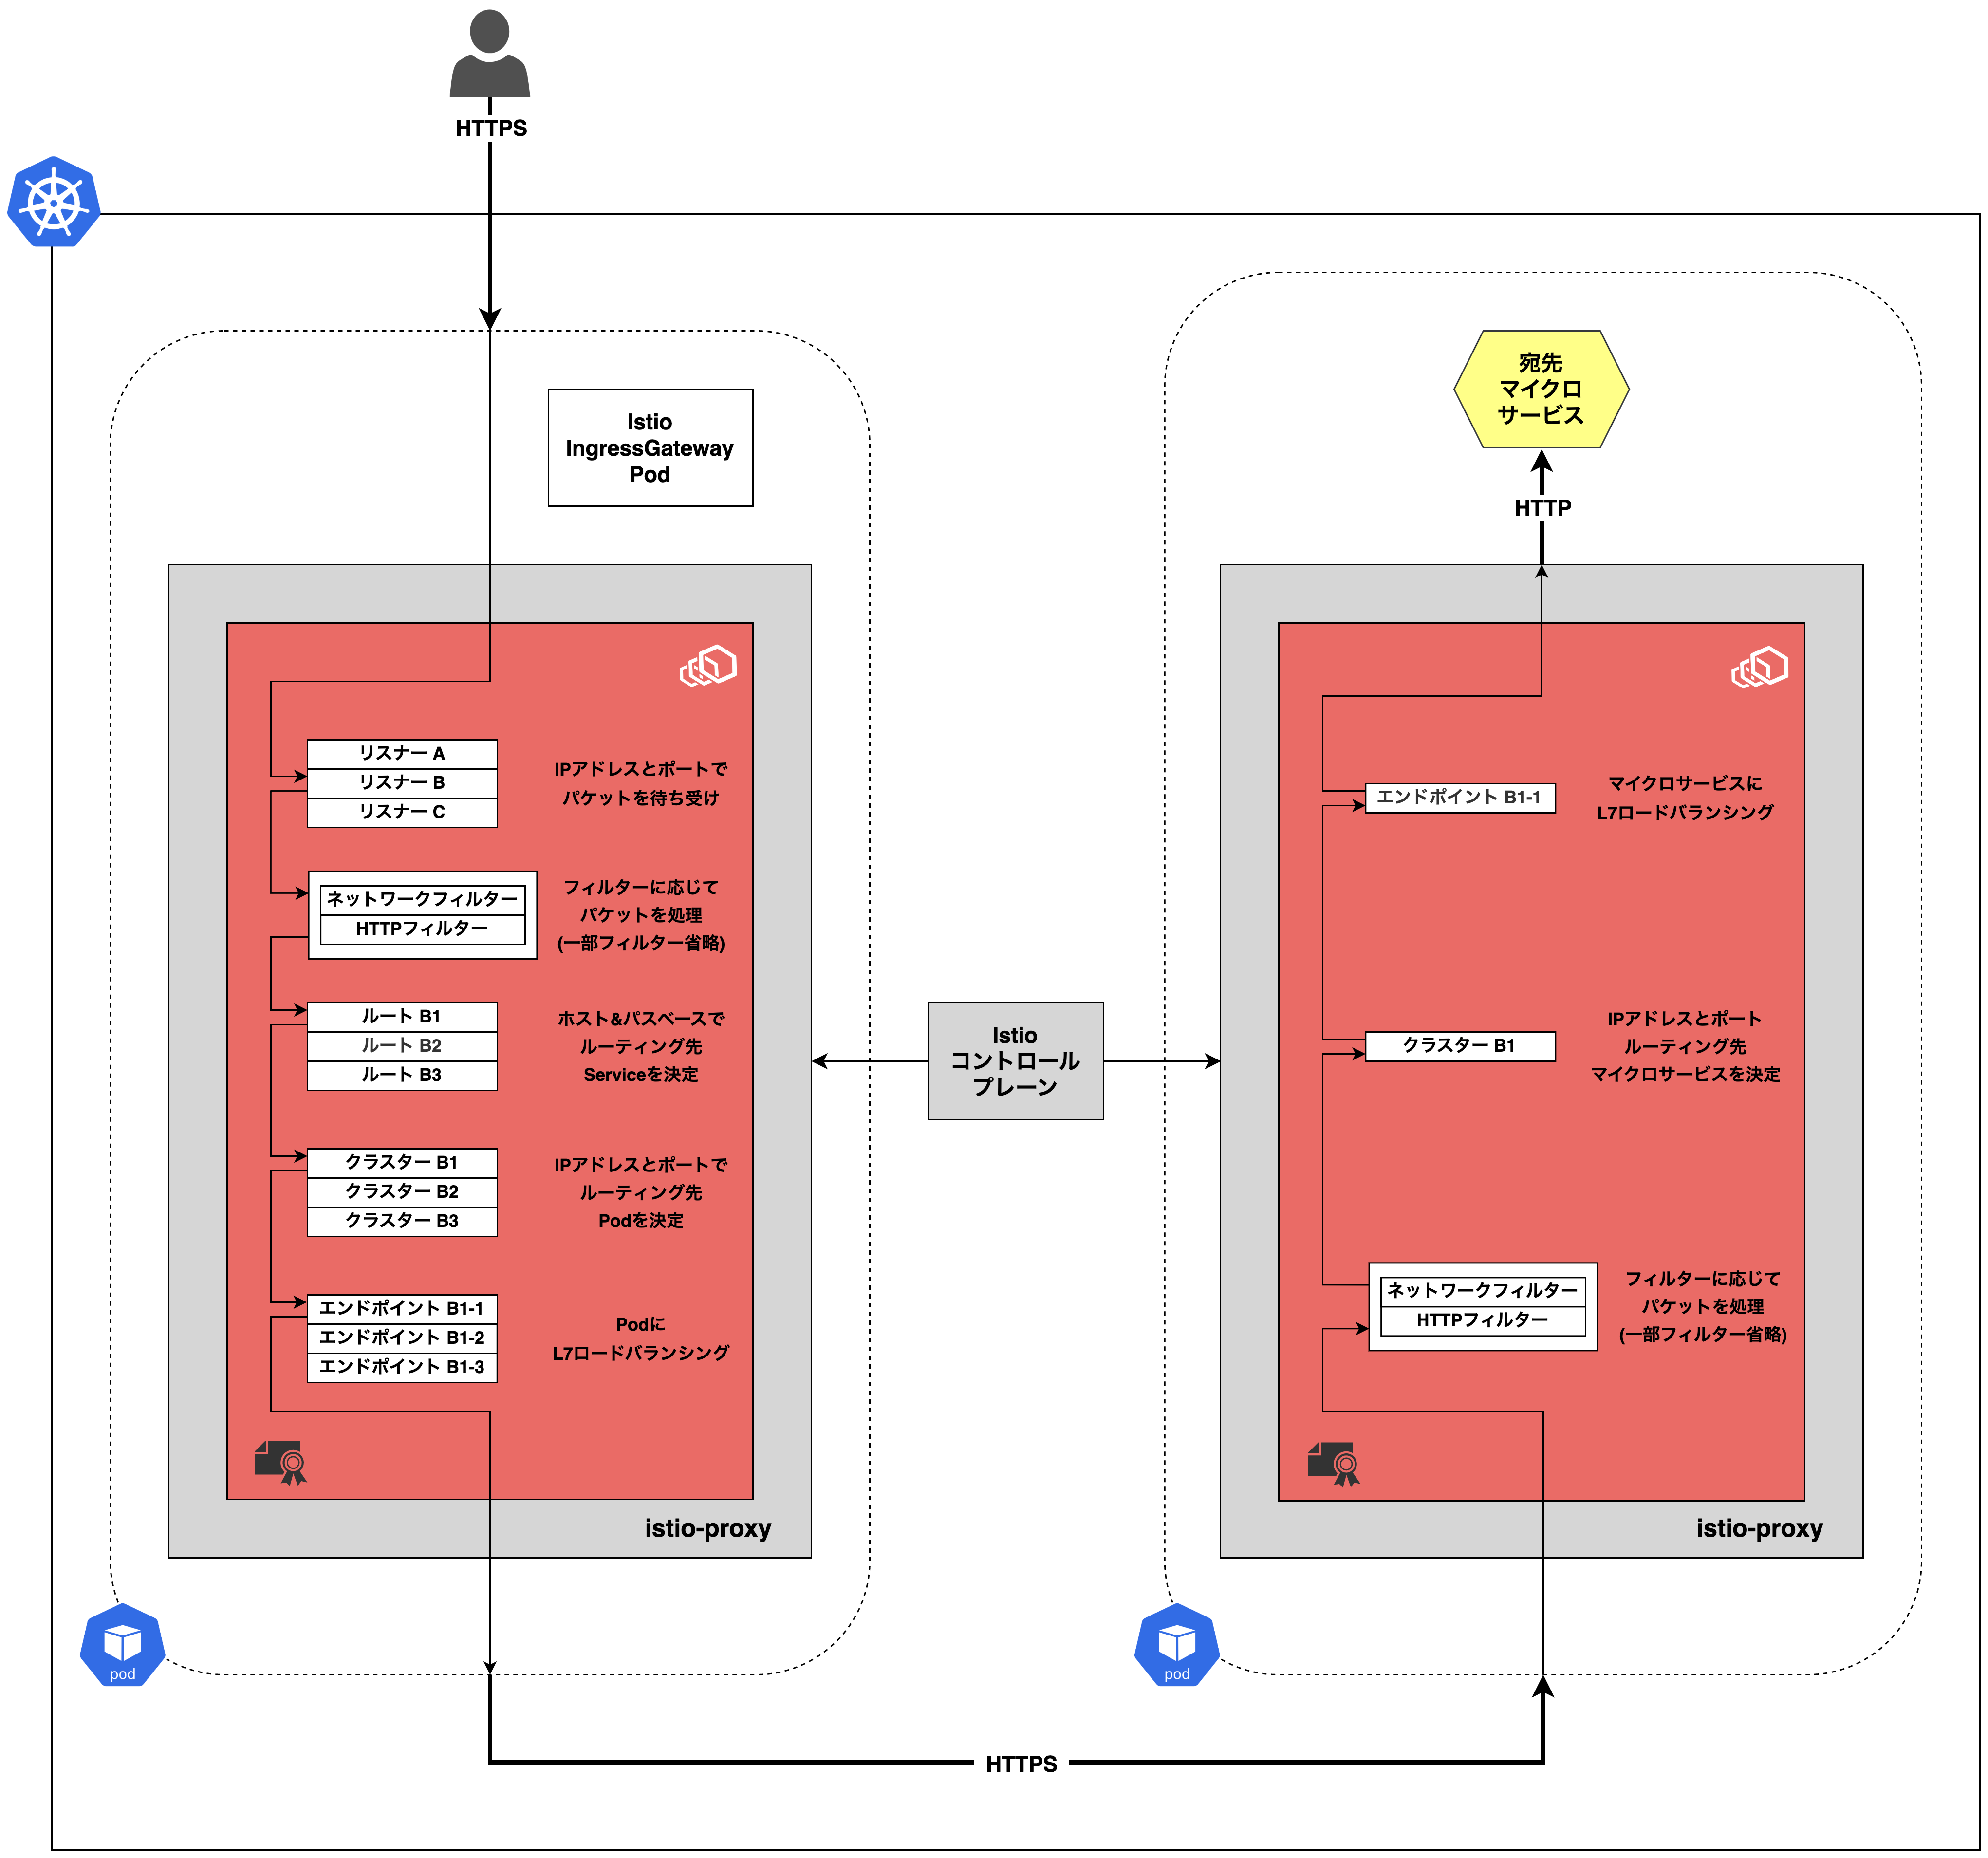 HTTPS
Istio
IngressGateway
Pod
リスナー A
リスナー B
リスナー C
IPアドレスとポートで
パケットを待ち受け
ネットワークフィルター
HTTPフィルター
フィルターに応じて
パケットを処理
(一部フィルター省略)
ルート B1
ルート B2
ルート B3
ホスト&パスベースで
ルーティング先
Serviceを決定
クラスター B1
クラスター B2
クラスター B3
IPアドレスとポートで
ルーティング先
Podを決定
エンドポイント B1-1
エンドポイント B1-2
エンドポイント B1-3
Podに
L7ロードバランシング
istio-proxy
pod
Istio
コントロール
プレーン
HTTPS
宛先
マイクロ
サービス
HTTP
エンドポイント B1-1
マイクロサービスに
L7ロードバランシング
クラスター B1
IPアドレスとポート
ルーティング先
マイクロサービスを決定
ネットワークフィルター
HTTPフィルター
フィルターに応じて
パケットを処理
(一部フィルター省略)
istio-proxy
pod